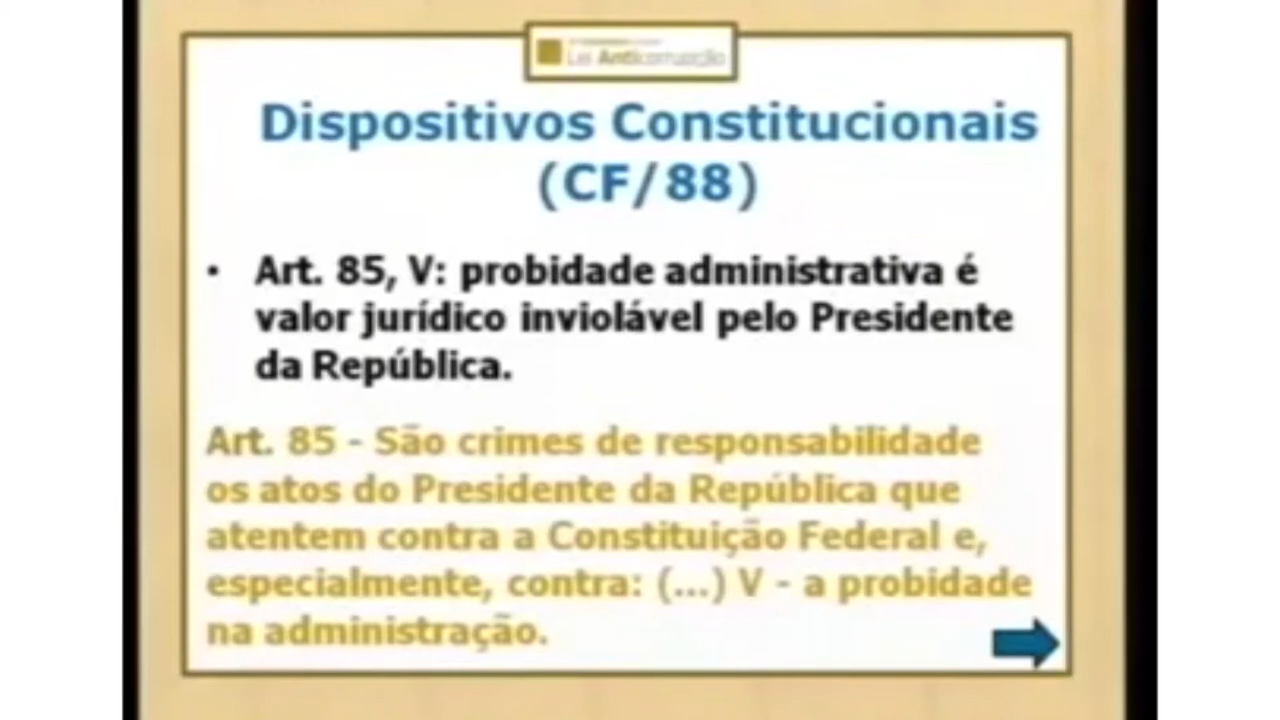 Lei Anticorrupção
Dispositivos Constitucionais
(CF/88)
• Art. 85, V: probidade administrativa é
valor jurídico inviolável pelo Presidente
da República.
Art. 85 - São crimes de responsabilidade
os atos do Presidente da República que
atentem contra a Constituição Federal e,
especialmente, contra: (...) V - a probidade
na administração.